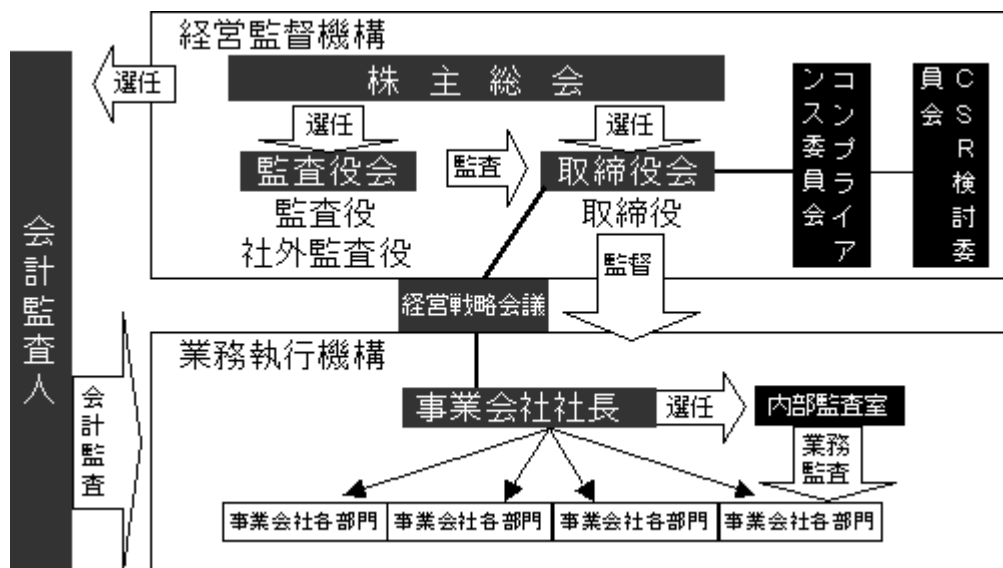 経営監督機構
選任
株主総会
選任
選任
監査役会
監査
取締役会
監査役
社外監査役
取締役
コンプライア
ンス委員会
CSR検討委
員会
監督
経営戦略会議
会計監査人
業務執行機構
会計監査
事業会社社長
選任
内部監査室
業務
監査
事業会社各部門
事業会社各部門
事業会社各部門
事業会社各部門